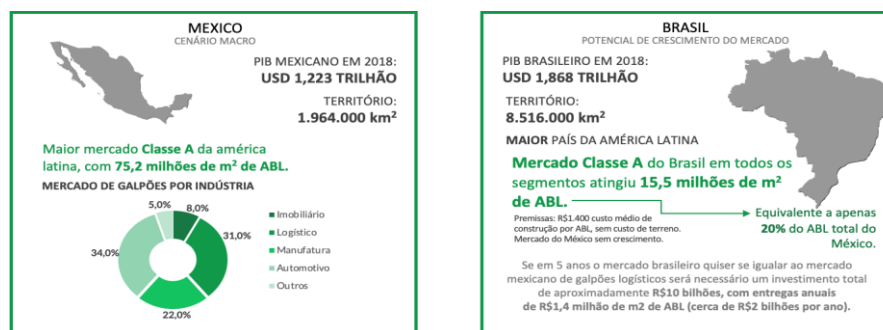 MEXICO
CENÁRIO MACRO
PIB MEXICANO EM 2018:
USD 1,223 TRILHÃO
TERRITÓRIO:
1.964.000 km²
Maior mercado Classe A da américa
latina, com 75,2 milhões de m² de ABL.
MERCADO DE GALPÕES POR INDÚSTRIA
5,0%
8,0%
31,0%
34,0%
22,0%
Imobiliário
Logístico
Manufatura
Automotivo
Outros
BRASIL
POTENCIAL DE CRESCIMENTO DO MERCADO
PIB BRASILEIRO EM 2018:
USD 1,868 TRILHÃO
TERRITÓRIO:
8.516.000 km²
MAIOR PAÍS DA AMÉRICA LATINA
Mercado Classe A do Brasil em todos os
segmentos atingiu 15,5 milhões de m²
de ABL.
Premissas: R$1.400 custo médio de
construção por ABL, sem custo de terreno.
Mercado do México sem crescimento.
Equivalente a apenas
20% do ABL total do
México.
Se em 5 anos o mercado brasileiro quiser se igualar ao mercado
mexicano de galpões logísticos será necessário um investimento total
de aproximadamente R$10 bilhões, com entregas anuais
de R$1,4 milhão de m2 de ABL (cerca de R$2 bilhões por ano).